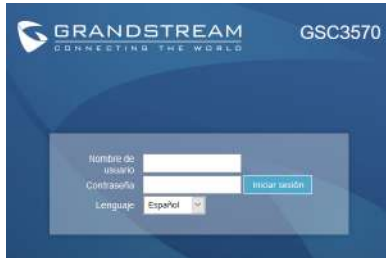 GRANDSTREAM
CONNECTING THE WORLD
GSC3570
Nombre de
usuario
Contraseña
Iniciar sesión
Lenguaje
Español